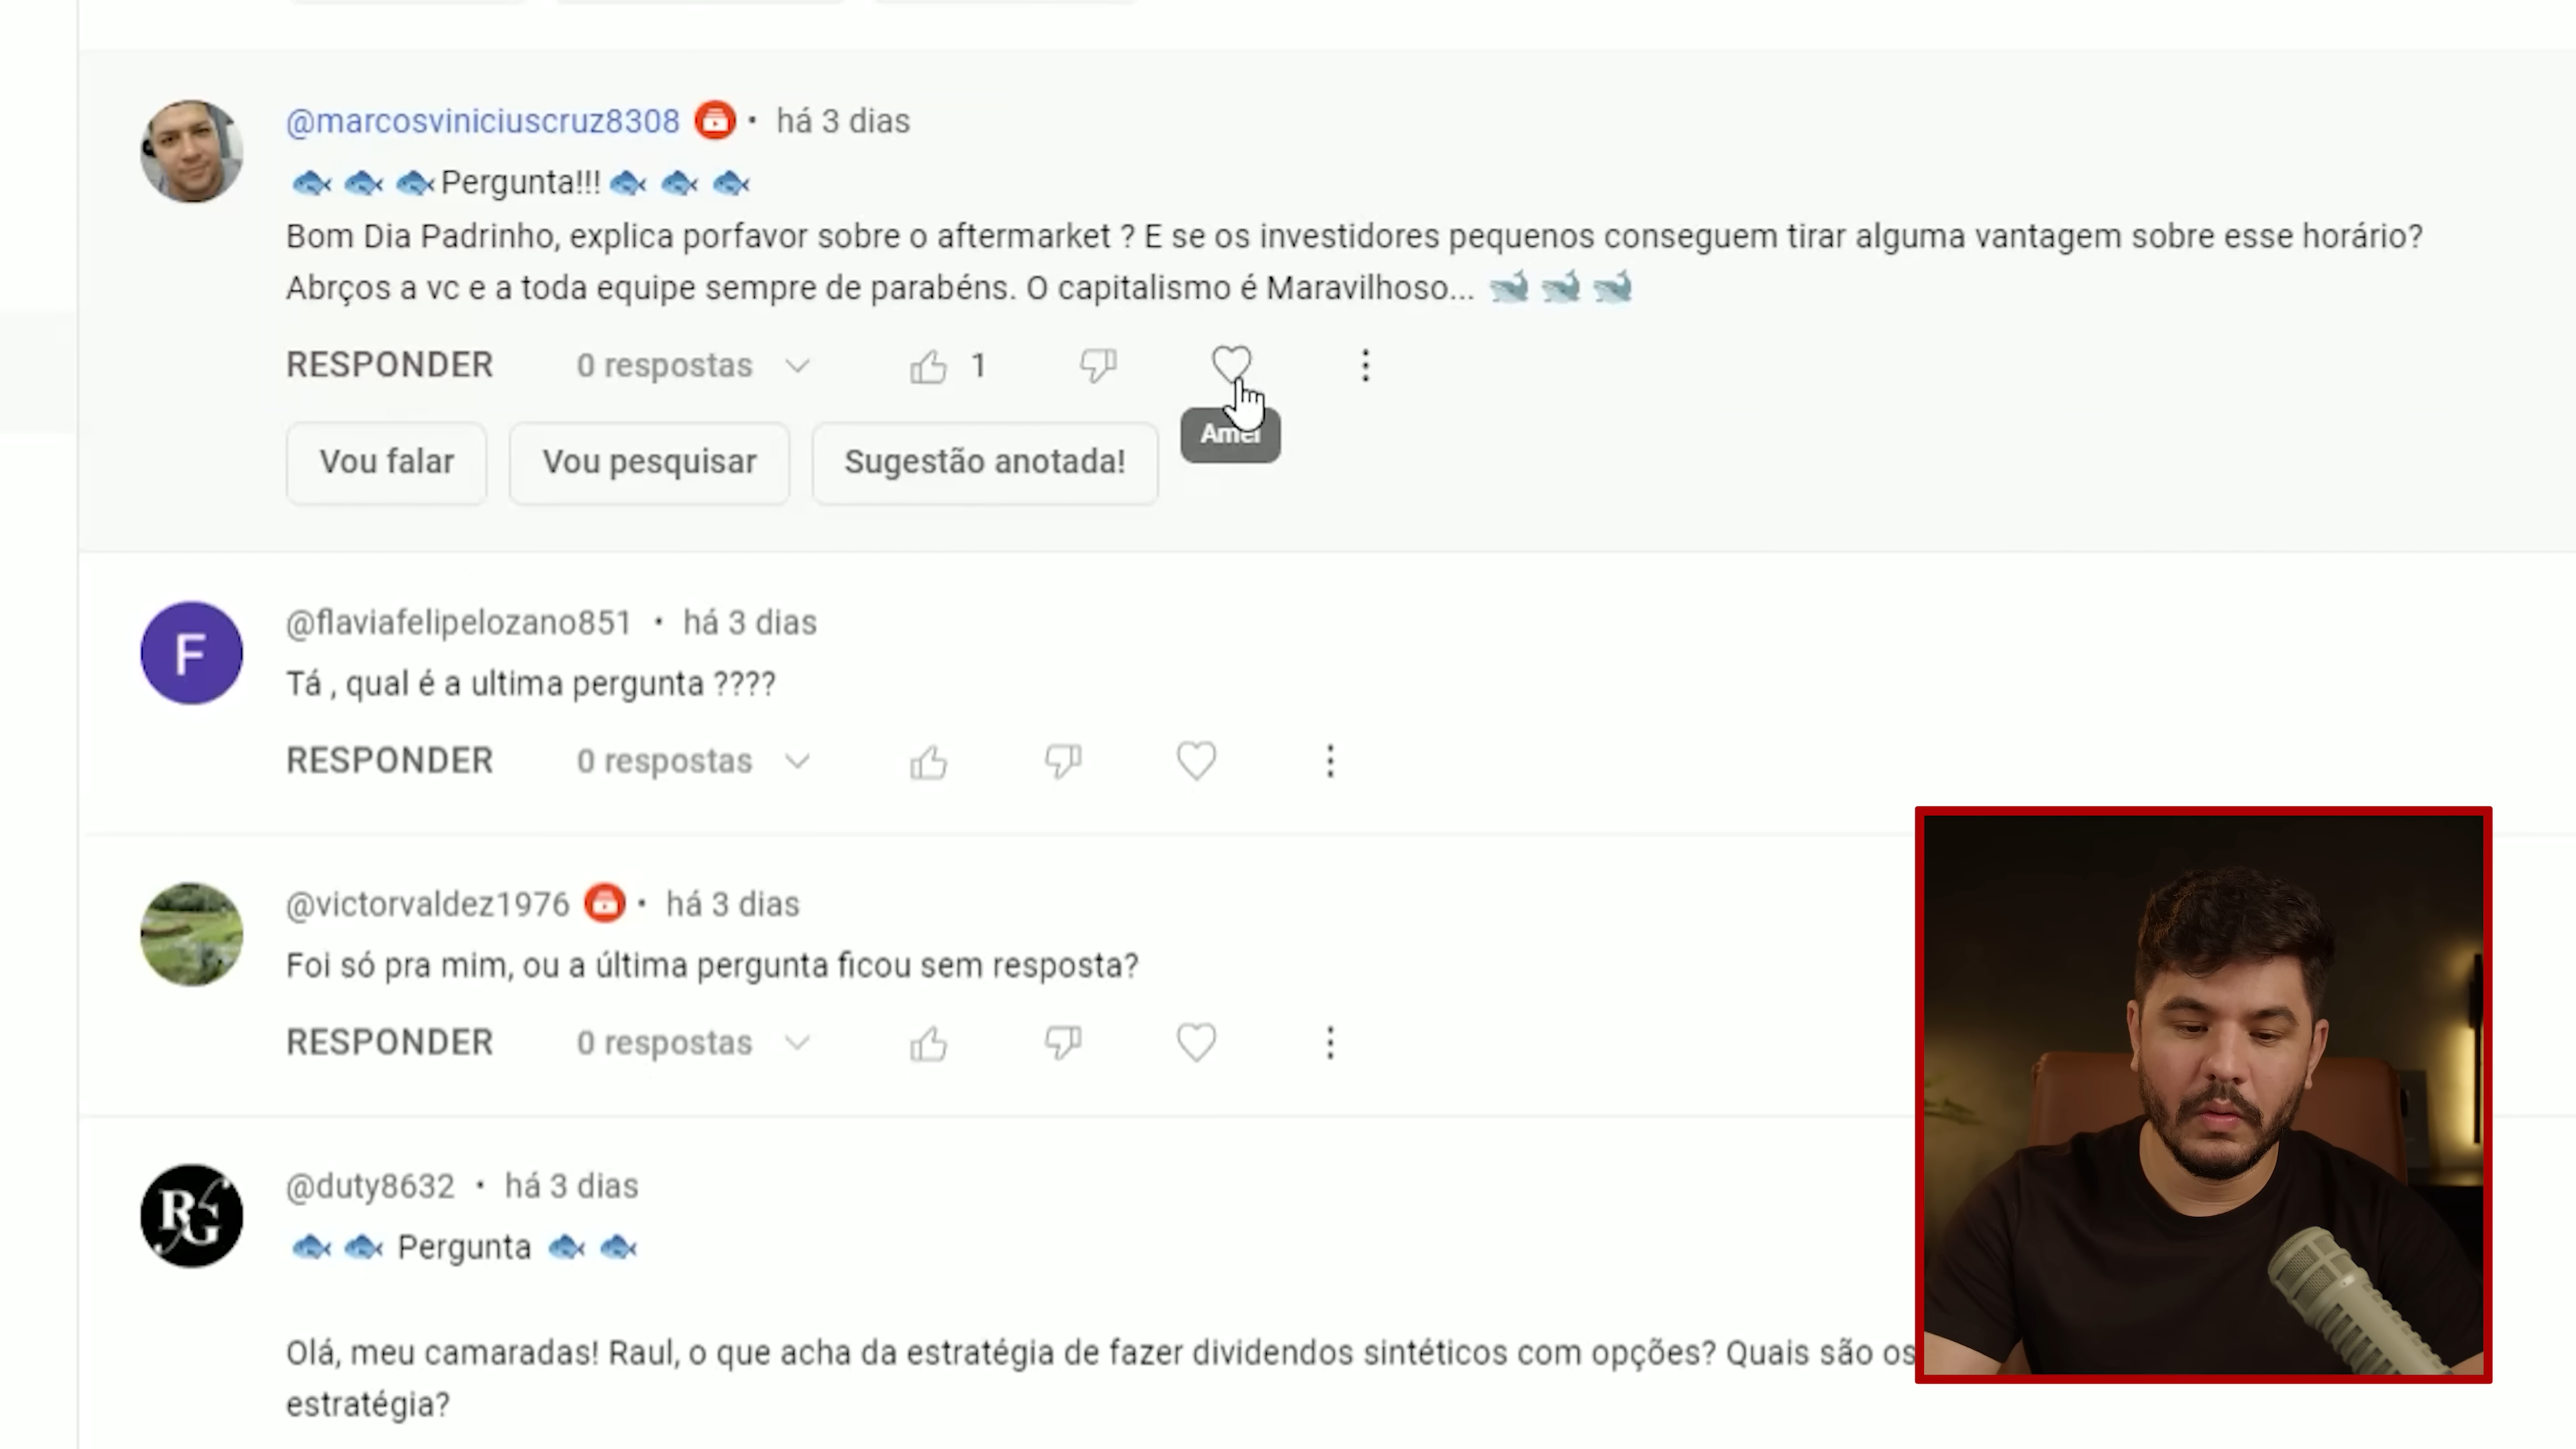 @marcosviniciuscruz8308 • há 3 dias
🐟 🐟 🐟Pergunta!!! 🐟 🐟 🐟
Bom Dia Padrinho, explica porfavor sobre o aftermarket ? E se os investidores pequenos conseguem tirar alguma vantagem sobre esse horário?
Abrços a vc e a toda equipe sempre de parabéns. O capitalismo é Maravilhoso... 🐋 🐋 🐋
RESPONDER 0 respostas 1
Amei
Vou falar Vou pesquisar Sugestão anotada!
F
@flaviafelipelozano851 • há 3 dias
Tá , qual é a ultima pergunta ????
RESPONDER 0 respostas
@victorvaldez1976 • há 3 dias
Foi só pra mim, ou a última pergunta ficou sem resposta?
RESPONDER 0 respostas
RG
@duty8632 • há 3 dias
🐟 🐟 Pergunta 🐟 🐟
Olá, meu camaradas! Raul, o que acha da estratégia de fazer dividendos sintéticos com opções? Quais são os
estratégia?